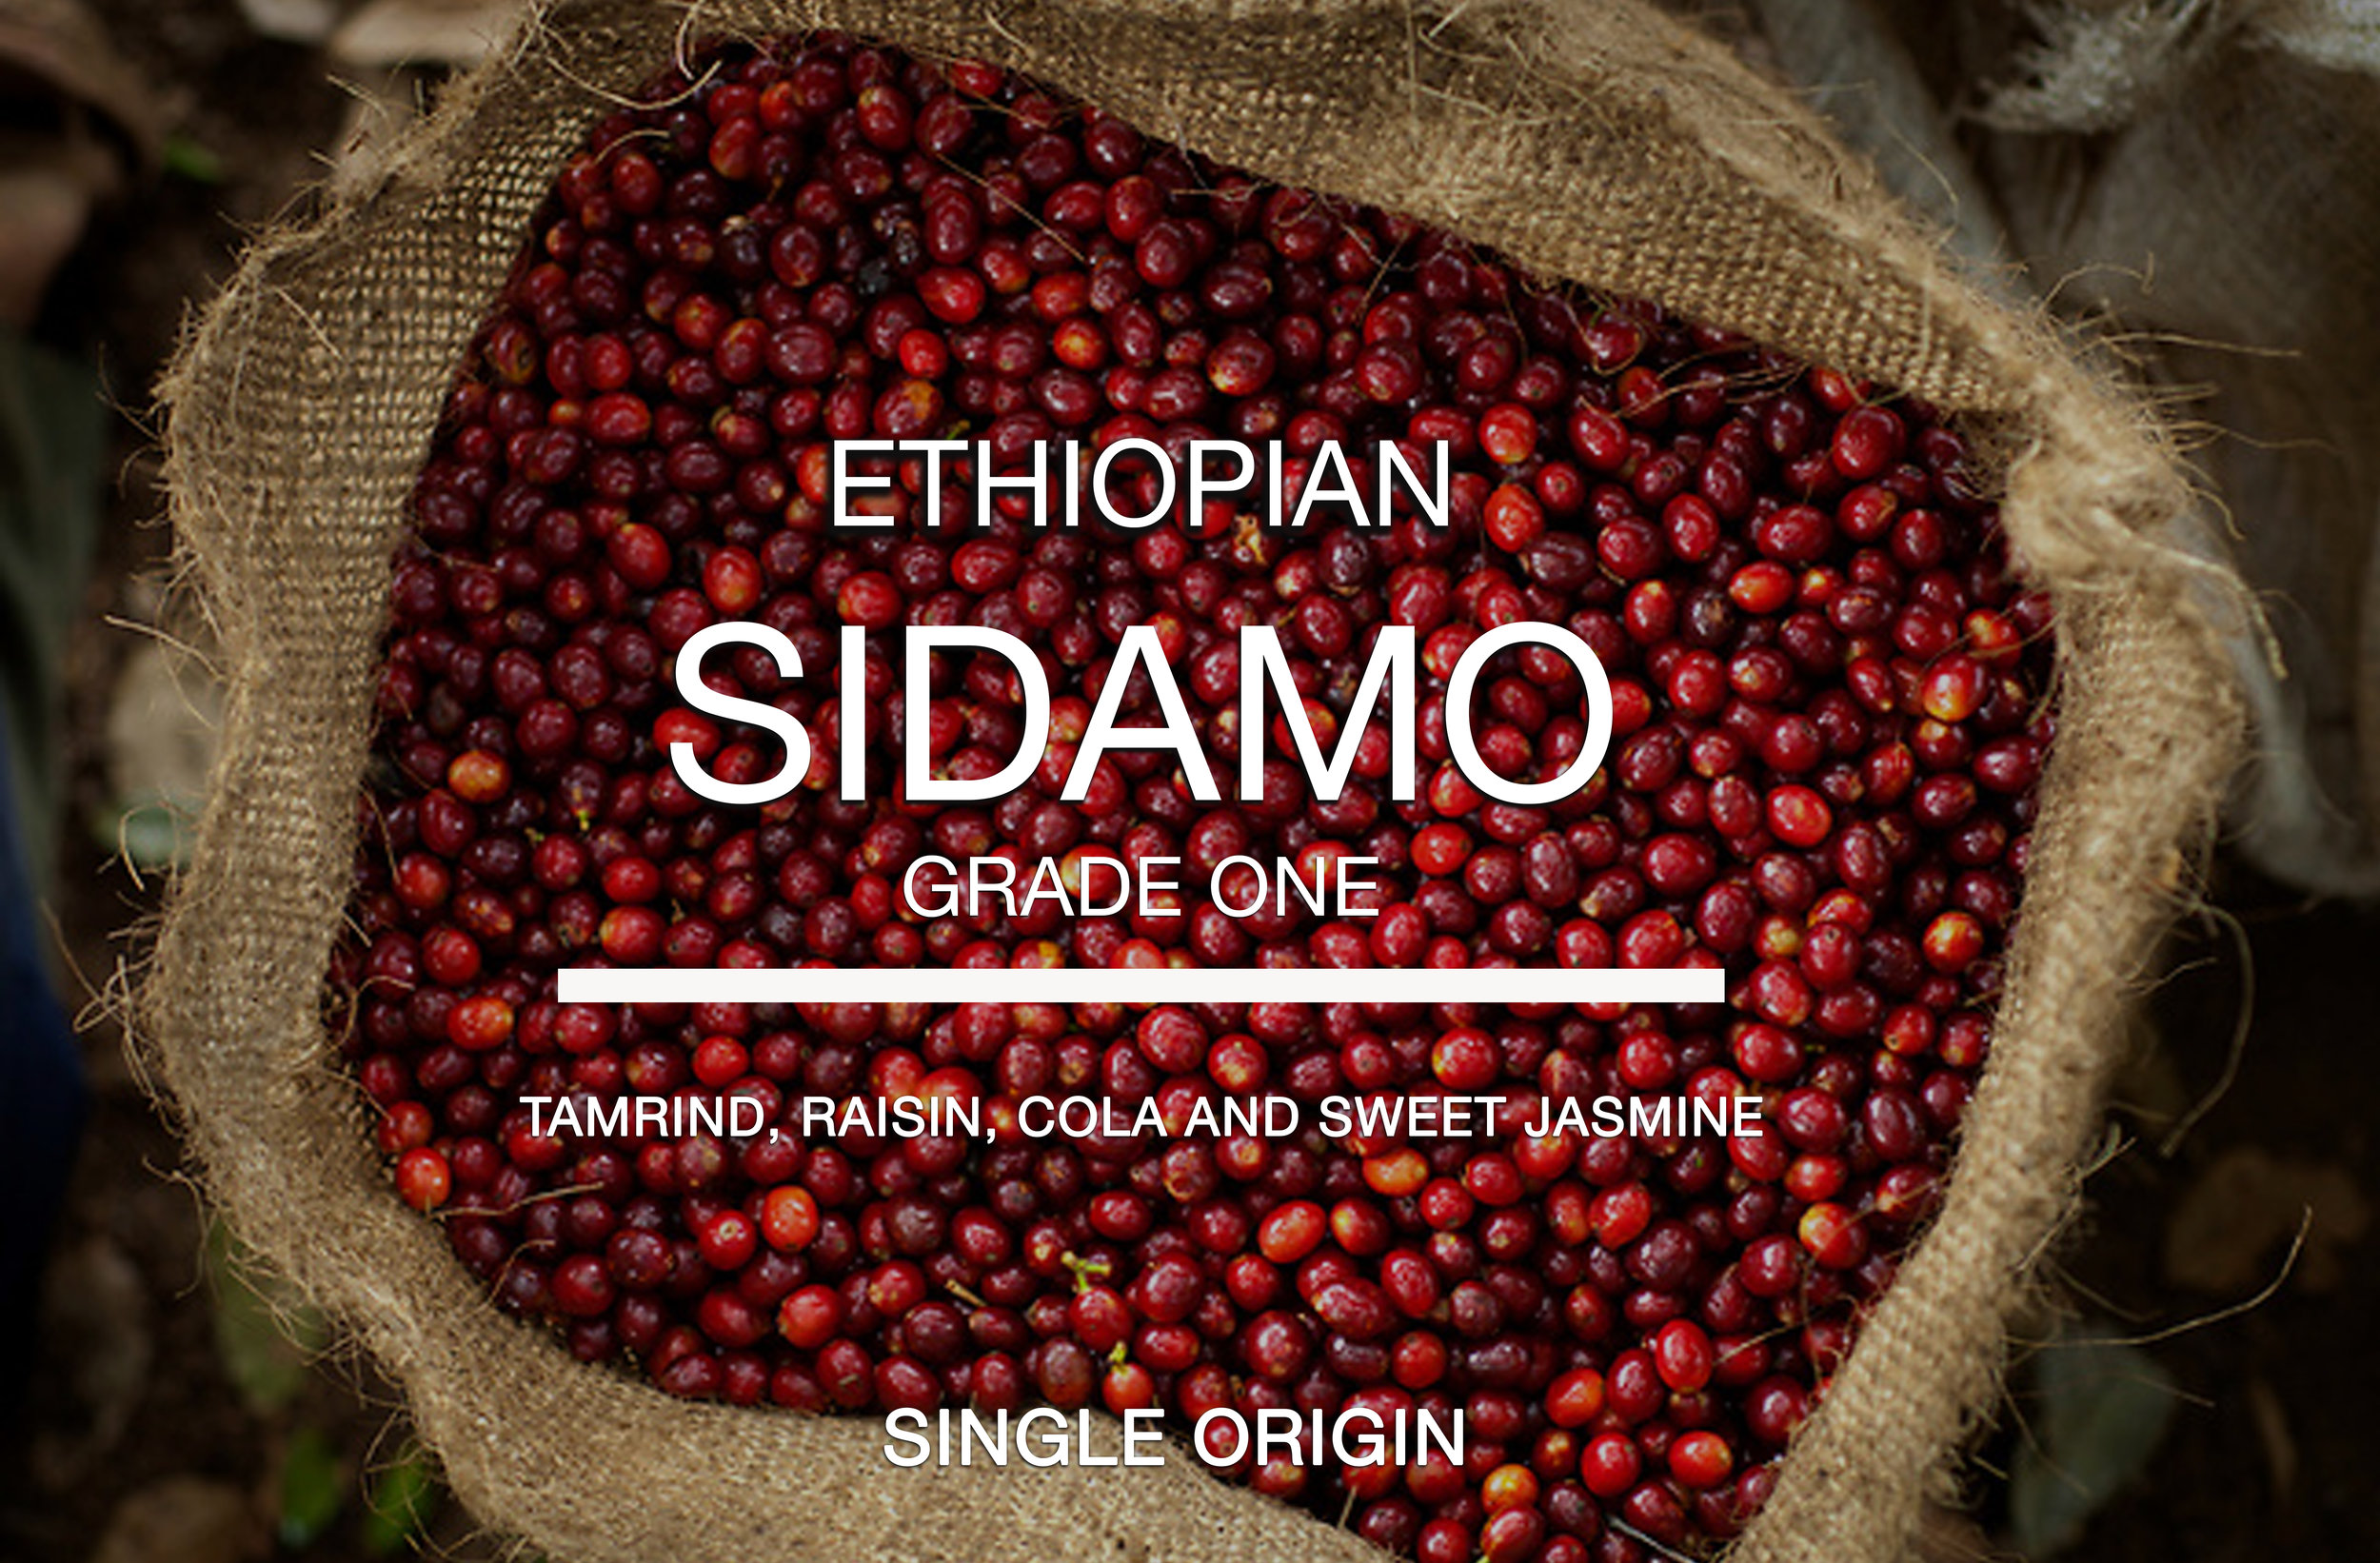 ETHIOPIAN
SIDAMO
GRADE ONE
TAMRIND, RAISIN, COLA AND SWEET JASMINE
SINGLE ORIGIN